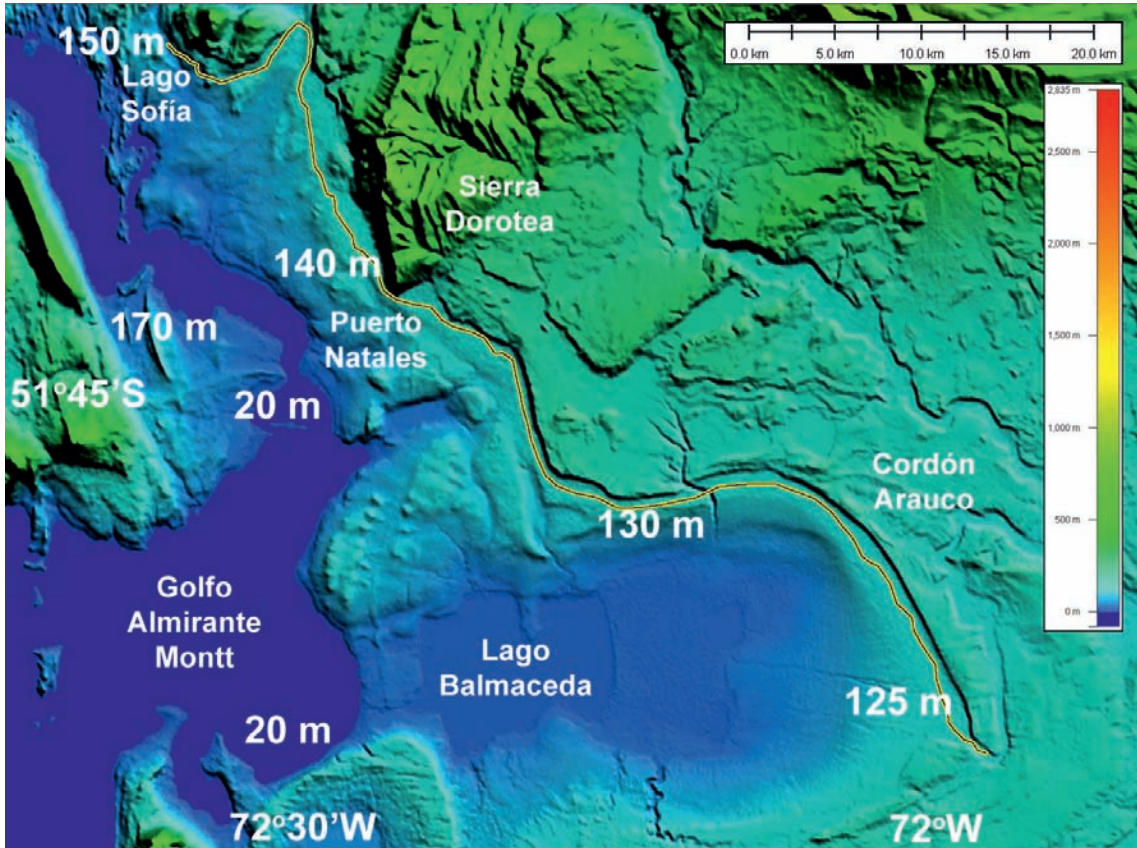 150 m
Lago
Sofía
0.0 km 5.0 km 10.0 km 15.0 km 20.0 km
2,835 m
2,500 m
2,000 m
1,500 m
1,000 m
500 m
0 m
Sierra
Dorotea
140 m
170 m
Puerto
Natales
51°45'S
20 m
Cordón
Arauco
130 m
Golfo
Almirante
Montt
Lago
Balmaceda
125 m
20 m
72°30'W
72°W